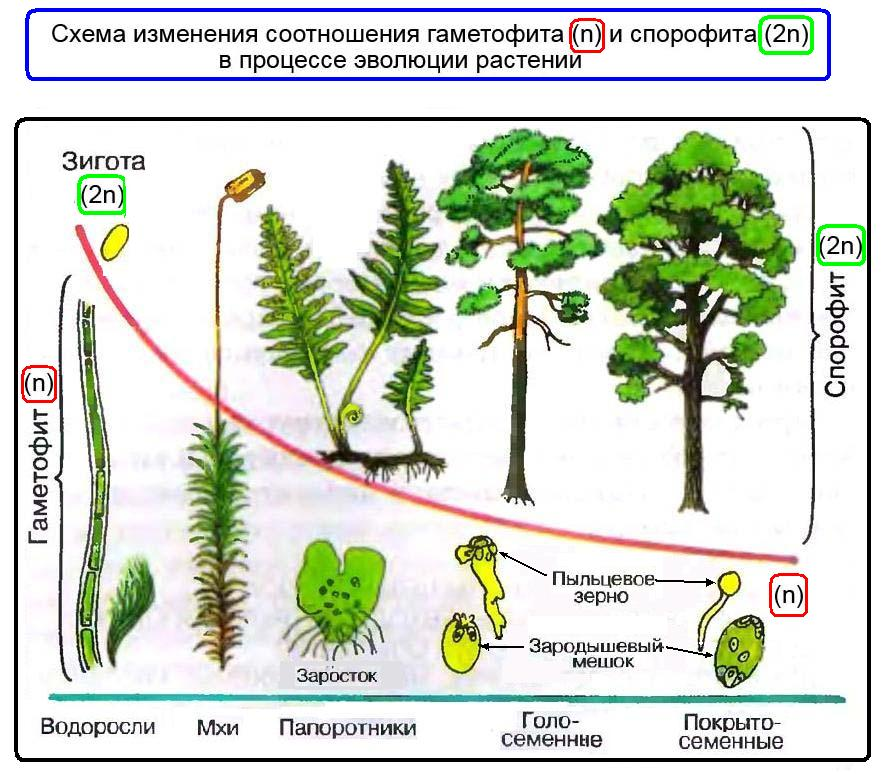 Схема изменения соотношения гаметофита (n) и спорофита (2n)
в процессе эволюции растений
Зигота
(2n)
(2n)
Спорофит
(n)
Гаметофит
Пыльцевое
зерно
(n)
Зародышевый
мешок
Заросток
Водоросли
Мхи
Папоротники
Голо-
семенные
Покрыто-
семенные